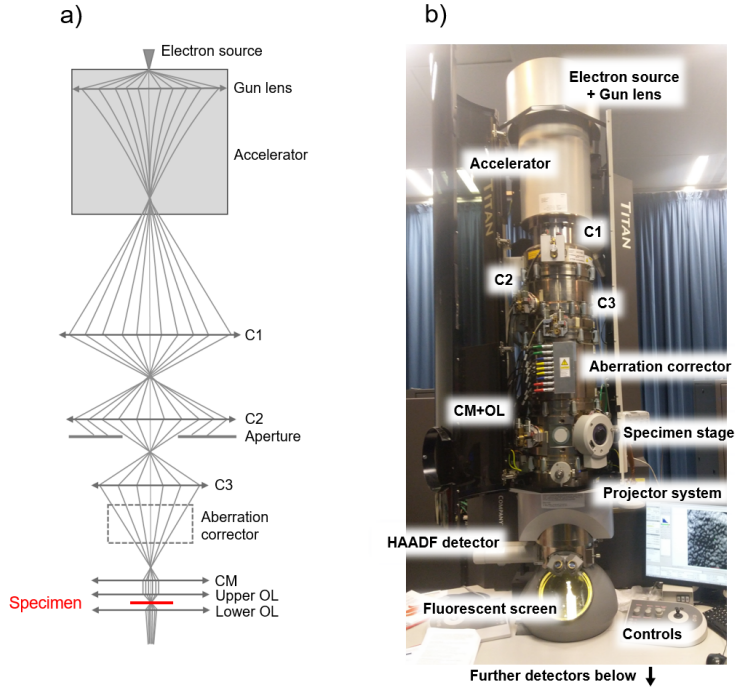 a)
Electron source
Gun lens
Accelerator
C1
C2
Aperture
C3
Aberration
corrector
CM
Upper OL
Specimen
Lower OL
b)
Electron source
+ Gun lens
Accelerator
C1
TITAN
TITAN
C2
C3
Aberration corrector
CM+OL
Specimen stage
Projector system
COMPANY
HAADF detector
Fluorescent screen
Controls
Further detectors below